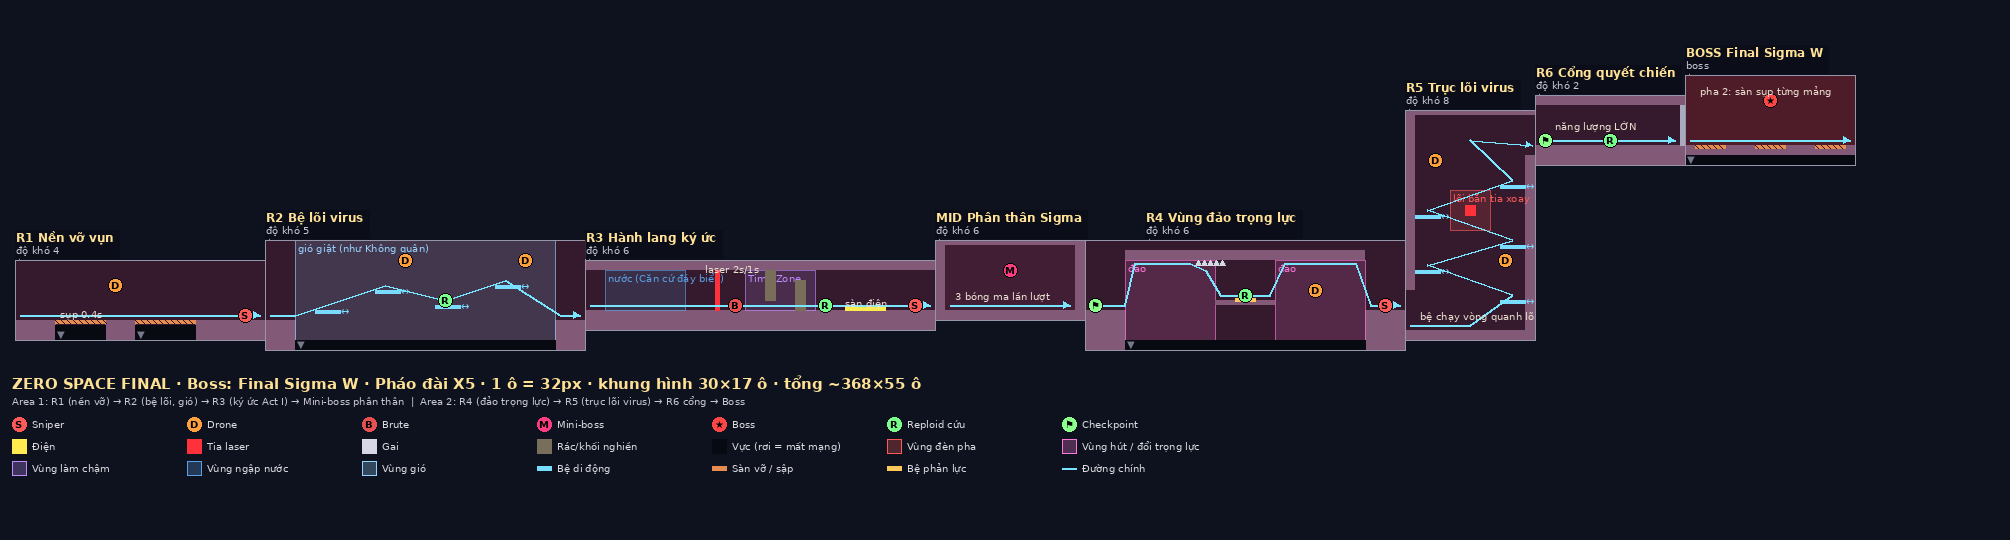 BOSS Final Sigma W
boss
pha 2: sàn sụp từng mảng
R6 Cổng quyết chiến
độ khó 2
năng lượng LỚN
R5 Trục lõi virus
độ khó 8
lõi bắn tia xoay
bệ chạy vòng quanh lõ
R1 Nền vỡ vụn
độ khó 4
sụp 0.4s
R2 Bệ lõi virus
độ khó 5
gió giật (như Không quân)
R3 Hành lang ký ức
độ khó 6
nước (Căn cứ đáy biể
laser 2s/1s
Time Zone
sàn điện
MID Phân thân Sigma
độ khó 6
3 bóng ma lần lượt
R4 Vùng đảo trọng lực
độ khó 6
đảo
đảo
D
S
D
D
R
B
R
S
M
R
D
S
D
D
R
ZERO SPACE FINAL · Boss: Final Sigma W · Pháo đài X5 · 1 ô = 32px · khung hình 30×17 ô · tổng ~368×55 ô
Area 1: R1 (nền vỡ) → R2 (bệ lõi, gió) → R3 (ký ức Act I) → Mini-boss phân thân | Area 2: R4 (đảo trọng lực) → R5 (trục lõi virus) → R6 cổng → Boss
S Sniper D Drone B Brute M Mini-boss ★ Boss R Reploid cứu ⚑ Checkpoint
Điện Tia laser Gai Rác/khối nghiền Vực (rơi = mất mạng) Vùng đèn pha Vùng hút / đổi trọng lực
Vùng làm chậm Vùng ngập nước Vùng gió Bệ di động Sàn vỡ / sập Bệ phản lực Đường chính